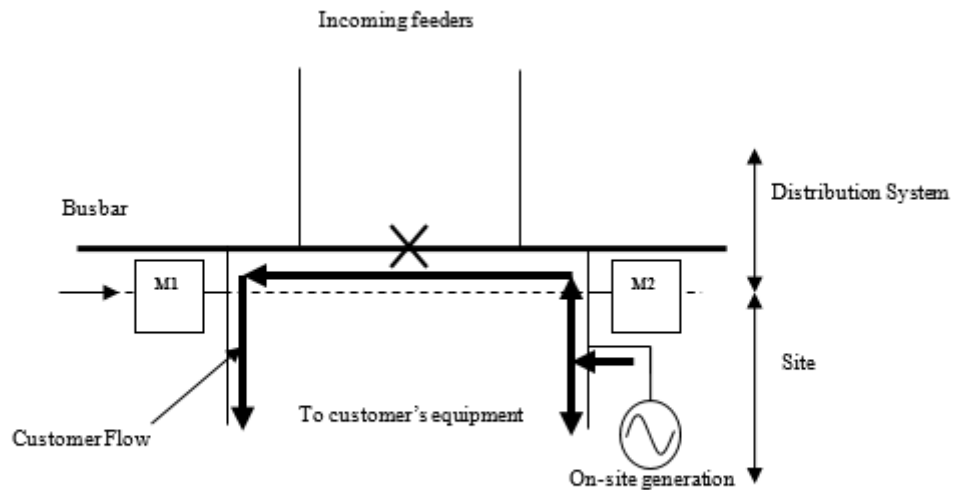 Incoming feeders
Distribution System
Busbar
M1
M2
Site
To customer's equipment
Customer Flow
On-site generation